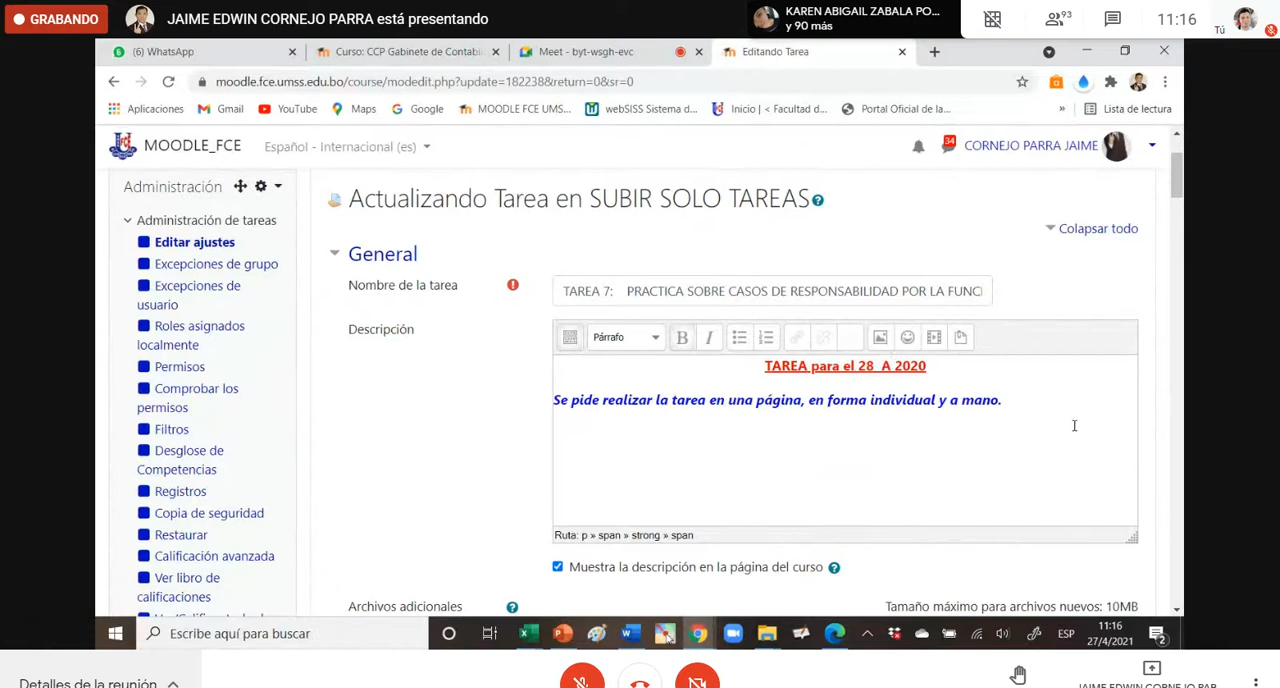 GRABANDO
JAIME EDWIN CORNEJO PARRA está presentando
KAREN ABIGAIL ZABALA PO...
y 90 más
93
11:16
Tú
(6) WhatsApp
Curso: CCP Gabinete de Contabi
Meet - byt-wsgh-evc
Editando Tarea
moodle.fce.umss.edu.bo/course/modedit.php?update=182238&return=0&sr=0
Aplicaciones
Gmail
YouTube
Maps
Google
MOODLE FCE UMS...
webSISS Sistema d...
Inicio | < Facultad d...
Portal Oficial de la...
»
Lista de lectura
MOODLE_FCE
Español - Internacional (es)
34
CORNEJO PARRA JAIME
Administración
Administración de tareas
Editar ajustes
Excepciones de grupo
Excepciones de
usuario
Roles asignados
localmente
Permisos
Comprobar los
permisos
Filtros
Desglose de
Competencias
Registros
Copia de seguridad
Restaurar
Calificación avanzada
Ver libro de
calificaciones
Actualizando Tarea en SUBIR SOLO TAREAS
Colapsar todo
General
Nombre de la tarea
TAREA 7: PRACTICA SOBRE CASOS DE RESPONSABILIDAD POR LA FUNCI
Descripción
Párrafo
B
I
TAREA para el 28 A 2020
Se pide realizar la tarea en una página, en forma individual y a mano.
Ruta: p » span » strong » span
Muestra la descripción en la página del curso
Archivos adicionales
Tamaño máximo para archivos nuevos: 10MB
Escribe aquí para buscar
ESP
11:16
27/4/2021
2
Detalles de la reunión
JAIME EDWIN CORNEJO PAR